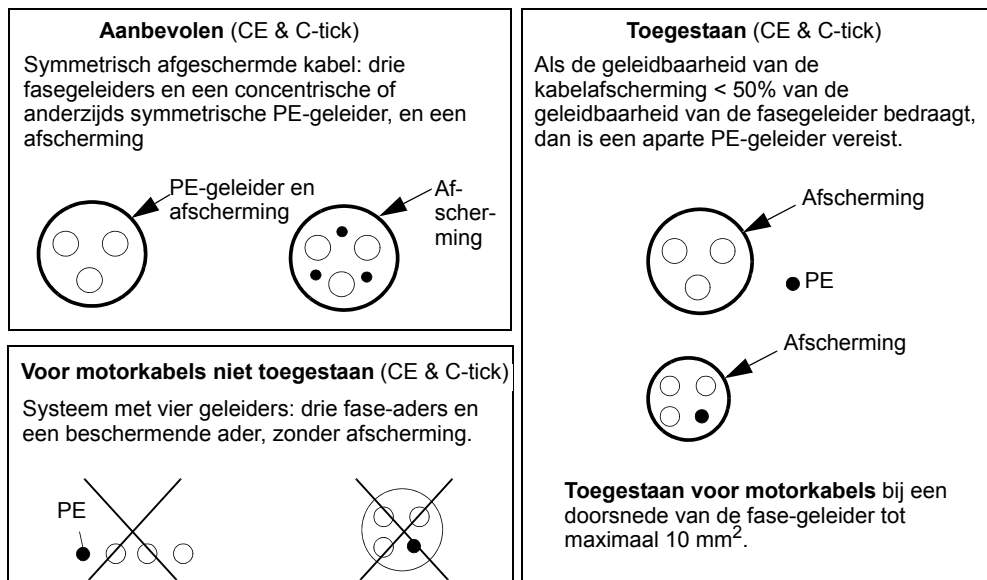 Aanbevolen (CE & C-tick)
Symmetrisch afgeschermde kabel: drie
fasegeleiders en een concentrische of
anderzijds symmetrische PE-geleider, en een
afscherming
PE-geleider en
afscherming
Af-
scher-
ming
Voor motorkabels niet toegestaan (CE & C-tick)
Systeem met vier geleiders: drie fase-aders en
een beschermende ader, zonder afscherming.
PE
Toegestaan (CE & C-tick)
Als de geleidbaarheid van de
kabelafscherming < 50% van de
geleidbaarheid van de fasegeleider bedraagt,
dan is een aparte PE-geleider vereist.
Afscherming
PE
Afscherming
Toegestaan voor motorkabels bij een
doorsnede van de fase-geleider tot
maximaal 10 mm².